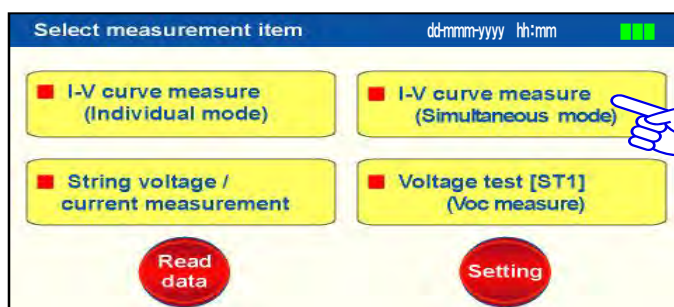 Select measurement item dd-mmm-yyyy hh:mm
I-V curve measure
(Individual mode)
I-V curve measure
(Simultaneous mode)
String voltage /
current measurement
Voltage test [ST1]
(Voc measure)
Read
data
Setting